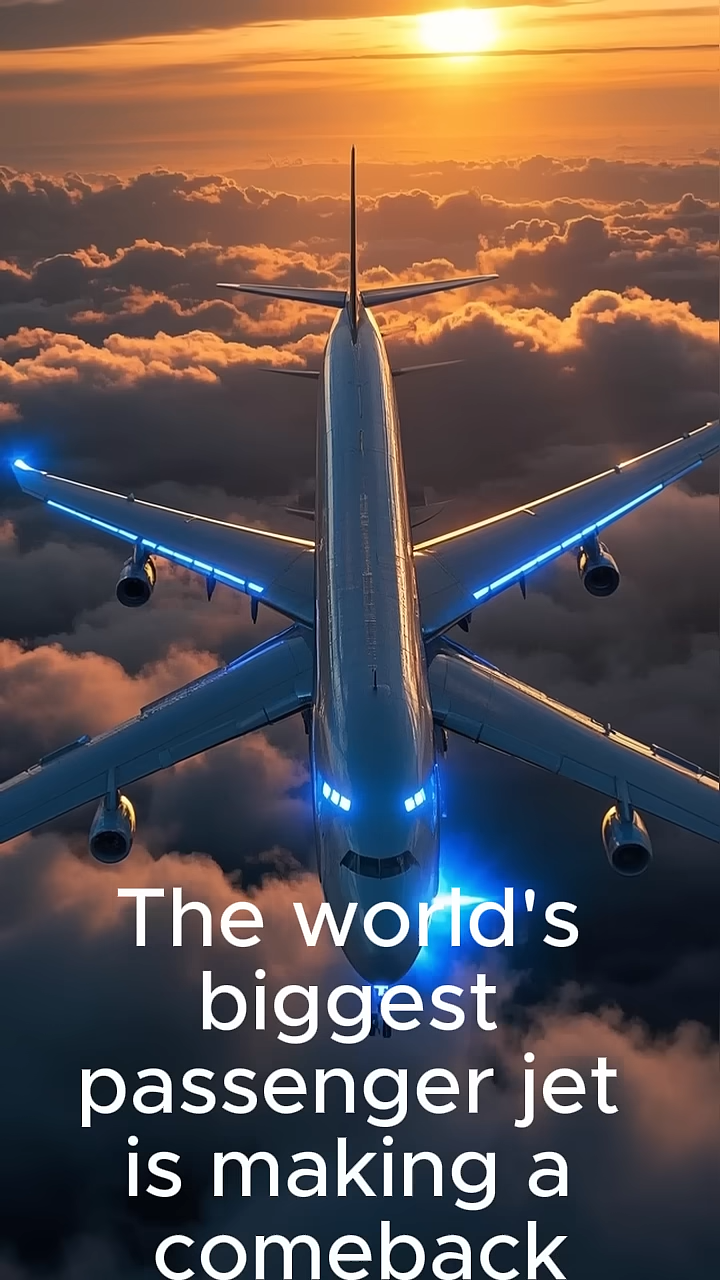 The world's
biggest
passenger jet
is making a
comeback